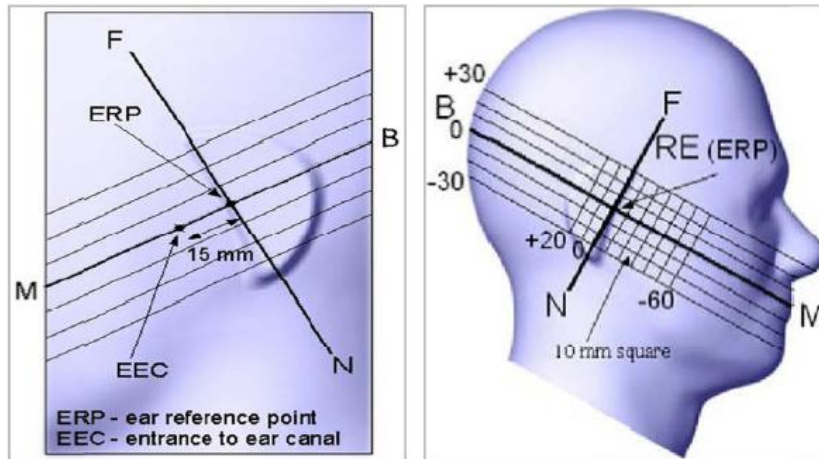 F
ERP
B
15 mm
M
EEC
N
ERP - ear reference point
EEC - entrance to ear canal
+30
B
0
-30
F
RE (ERP)
+20
0
N
-60
M
10 mm square